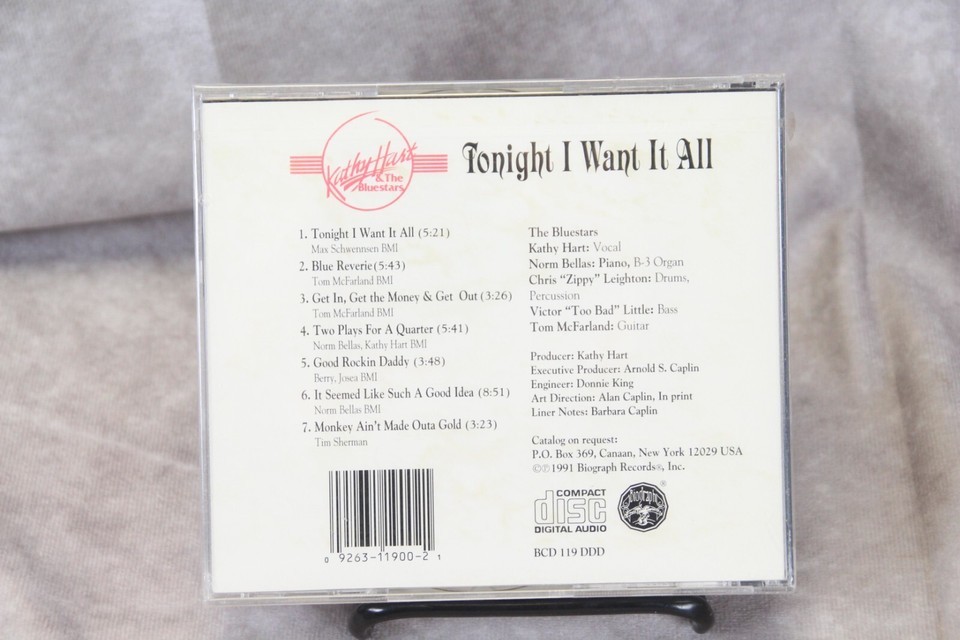 Kathy Hart
& The
Bluestars
Tonight I Want It All
1. Tonight I Want It All (5:21)
Max Schwennsen BMI
2. Blue Reverie (5:43)
Tom McFarland BMI
3. Get In, Get the Money & Get Out (3:26)
Tom McFarland BMI
4. Two Plays For A Quarter (5:41)
Norm Bellas, Kathy Hart BMI
5. Good Rockin Daddy (3:48)
Berry, Josea BMI
6. It Seemed Like Such A Good Idea (8:51)
Norm Bellas BMI
7. Monkey Ain't Made Outa Gold (3:23)
Tim Sherman
The Bluestars
Kathy Hart: Vocal
Norm Bellas: Piano, B-3 Organ
Chris "Zippy" Leighton: Drums,
Percussion
Victor "Too Bad" Little: Bass
Tom McFarland: Guitar
Producer: Kathy Hart
Executive Producer: Arnold S. Caplin
Engineer: Donnie King
Art Direction: Alan Caplin, In print
Liner Notes: Barbara Caplin
Catalog on request:
P.O. Box 369, Canaan, New York 12029 USA
©℗1991 Biograph Records®, Inc.
COMPACT
disc
DIGITAL AUDIO
Biograph
®
BCD 119 DDD
0 9263-11900-2 1